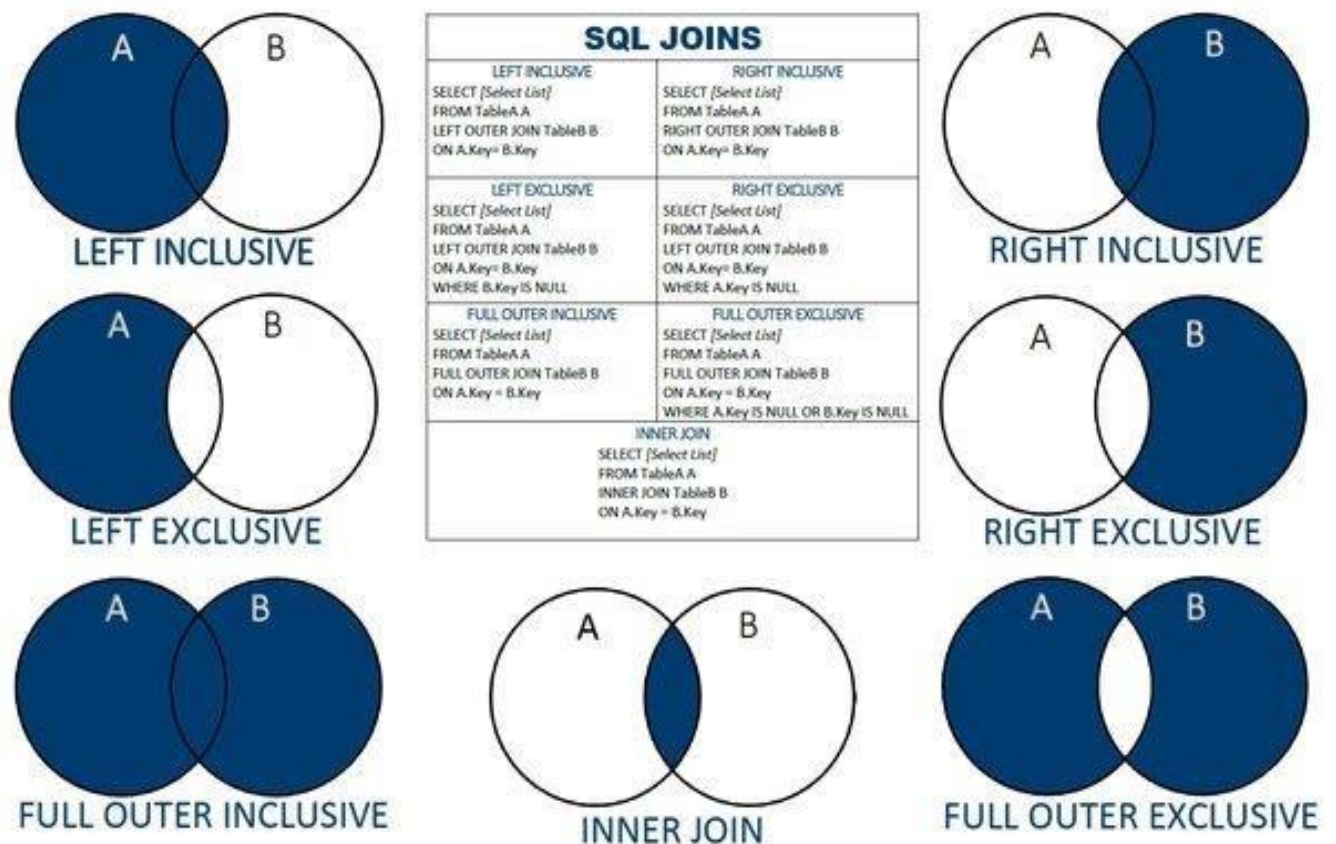 A B
LEFT INCLUSIVE
A B
LEFT EXCLUSIVE
A B
FULL OUTER INCLUSIVE
SQL JOINS
LEFT INCLUSIVE
SELECT [Select List]
FROM TableA A
LEFT OUTER JOIN TableB B
ON A.Key= B.Key
RIGHT INCLUSIVE
SELECT [Select List]
FROM TableA A
RIGHT OUTER JOIN TableB B
ON A.Key= B.Key
LEFT EXCLUSIVE
SELECT [Select List]
FROM TableA A
LEFT OUTER JOIN TableB B
ON A.Key= B.Key
WHERE B.Key IS NULL
RIGHT EXCLUSIVE
SELECT [Select List]
FROM TableA A
LEFT OUTER JOIN TableB B
ON A.Key= B.Key
WHERE A.Key IS NULL
FULL OUTER INCLUSIVE
SELECT [Select List]
FROM TableA A
FULL OUTER JOIN TableB B
ON A.Key = B.Key
FULL OUTER EXCLUSIVE
SELECT [Select List]
FROM TableA A
FULL OUTER JOIN TableB B
ON A.Key = B.Key
WHERE A.Key IS NULL OR B.Key IS NULL
INNER JOIN
SELECT [Select List]
FROM TableA A
INNER JOIN TableB B
ON A.Key = B.Key
A B
INNER JOIN
A B
RIGHT INCLUSIVE
A B
RIGHT EXCLUSIVE
A B
FULL OUTER EXCLUSIVE